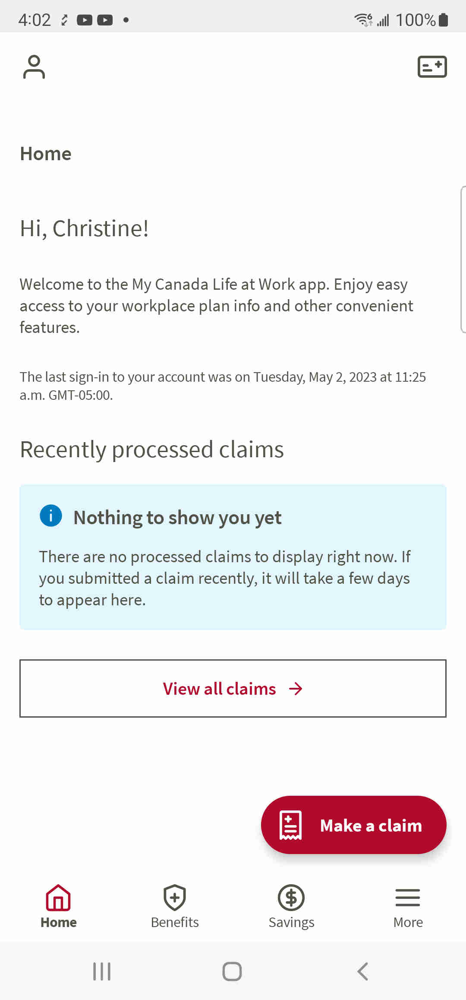 4:02
6
100%
Home
Hi, Christine!
Welcome to the My Canada Life at Work app. Enjoy easy
access to your workplace plan info and other convenient
features.
The last sign-in to your account was on Tuesday, May 2, 2023 at 11:25
a.m. GMT-05:00.
Recently processed claims
Nothing to show you yet
There are no processed claims to display right now. If
you submitted a claim recently, it will take a few days
to appear here.
View all claims →
Make a claim
Home
Benefits
Savings
More